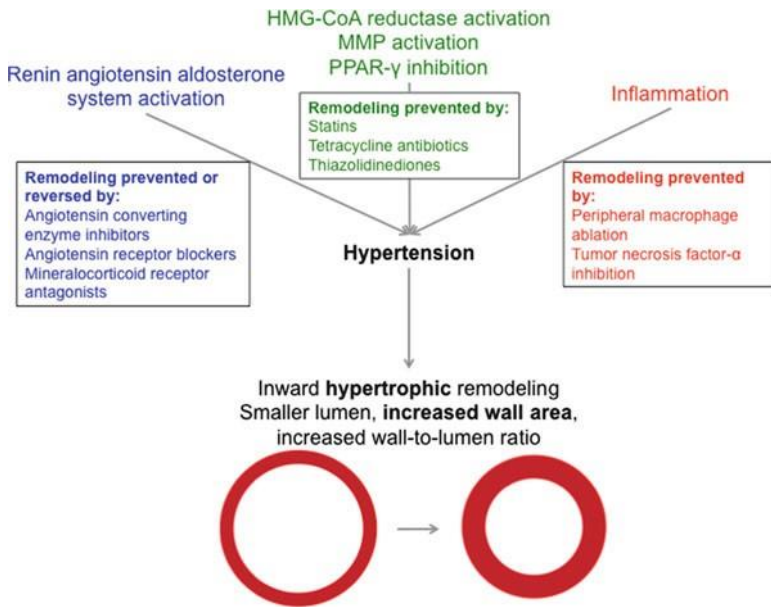 HMG-CoA reductase activation
MMP activation
PPAR-γ inhibition
Renin angiotensin aldosterone
system activation
Inflammation
Remodeling prevented by:
Statins
Tetracycline antibiotics
Thiazolidinediones
Remodeling prevented or
reversed by:
Angiotensin converting
enzyme inhibitors
Angiotensin receptor blockers
Mineralocorticoid receptor
antagonists
Remodeling prevented
by:
Peripheral macrophage
ablation
Tumor necrosis factor-α
inhibition
Hypertension
Inward hypertrophic remodeling
Smaller lumen, increased wall area,
increased wall-to-lumen ratio